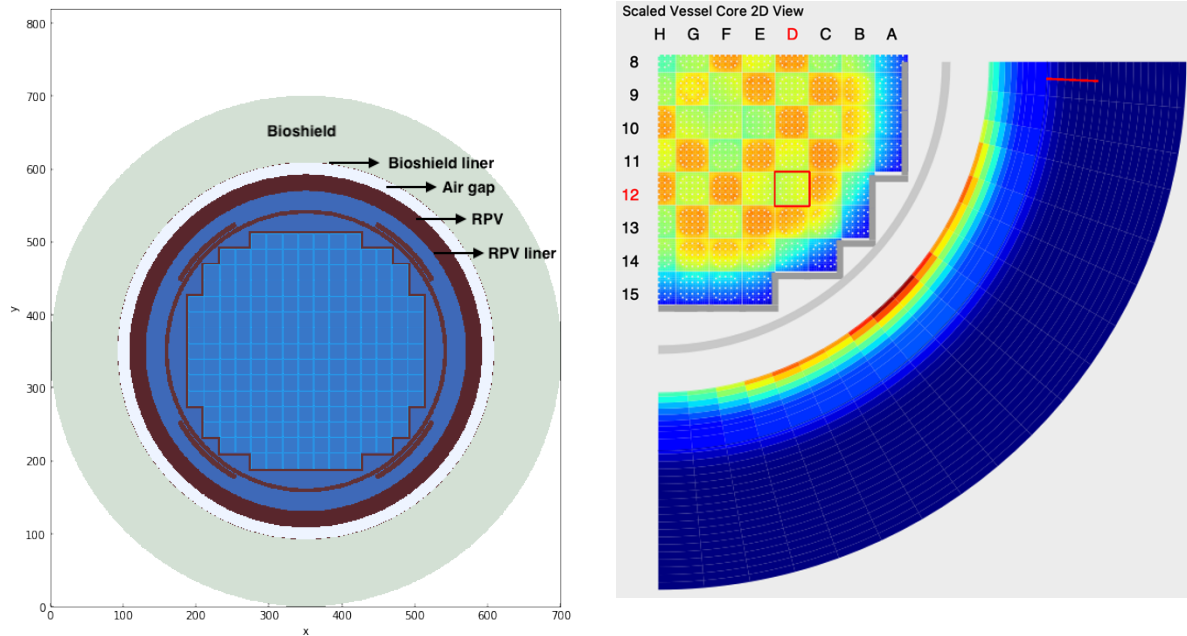 800
700
600
500
400
300
200
100
0
y
Bioshield
Bioshield liner
Air gap
RPV
RPV liner
0 100 200 300 400 500 600 700
x
Scaled Vessel Core 2D View
H G F E D C B A
8
9
10
11
12
13
14
15